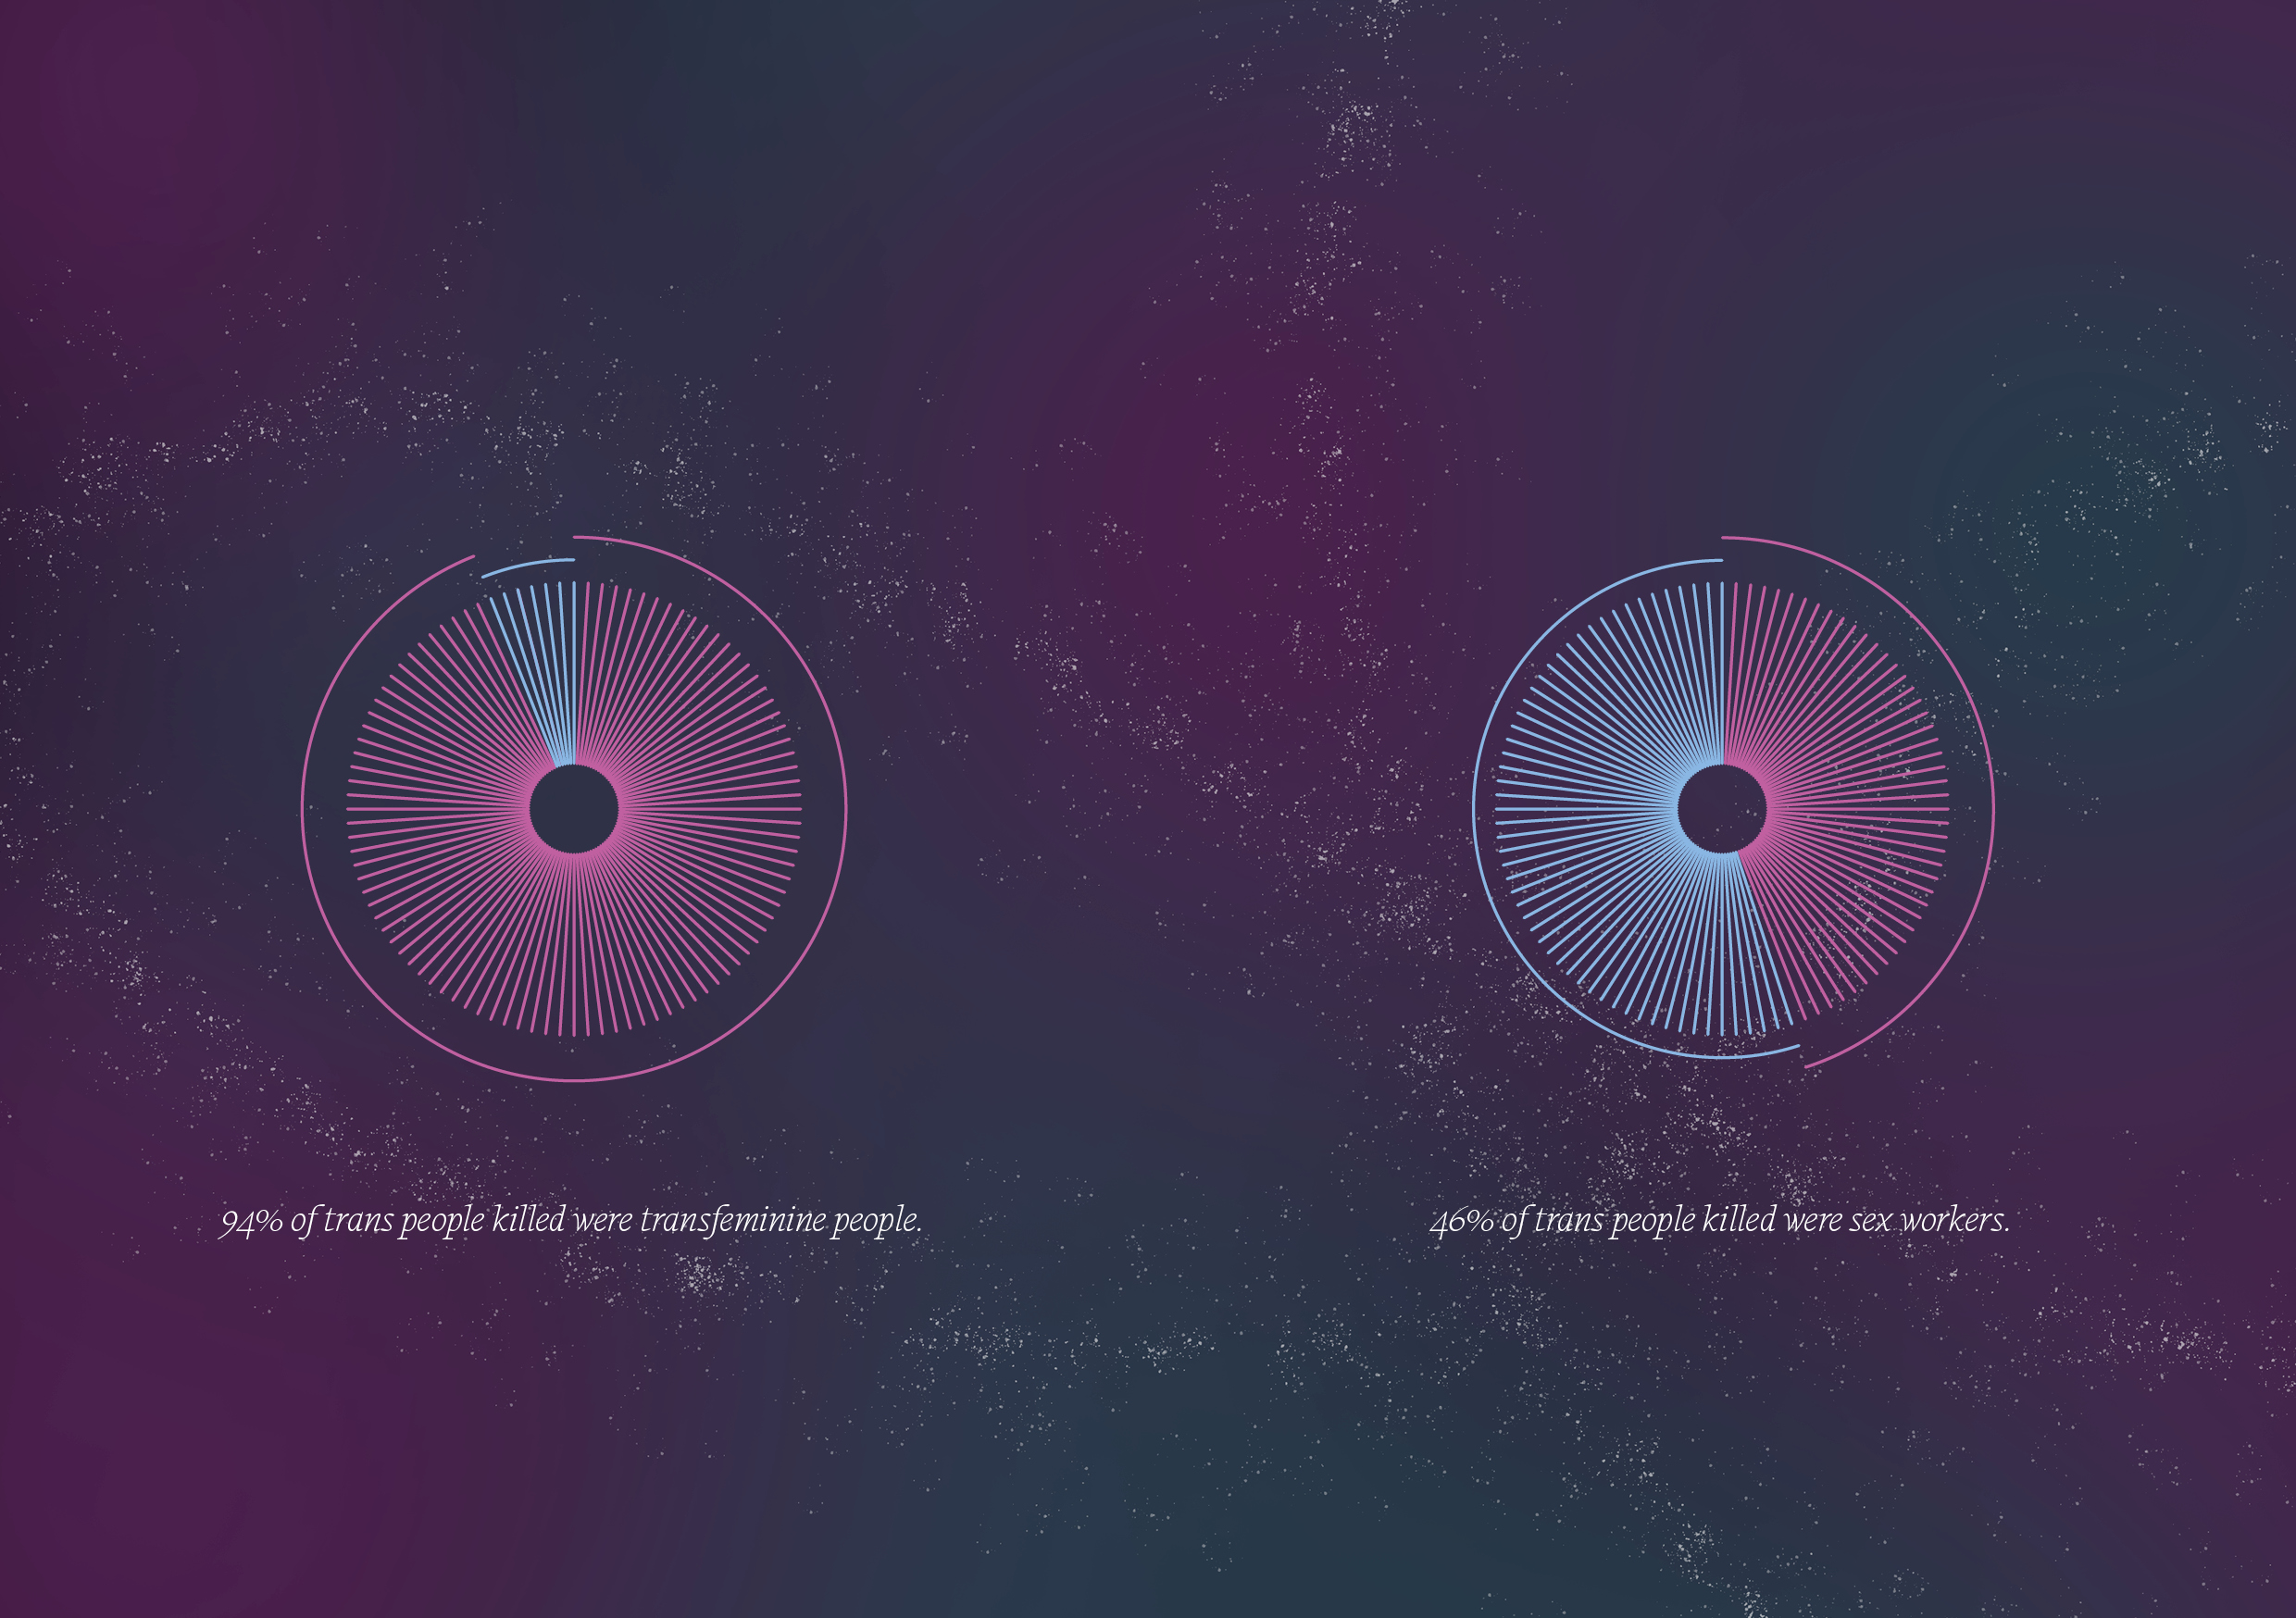 94% of trans people killed were transfeminine people.
46% of trans people killed were sex workers.